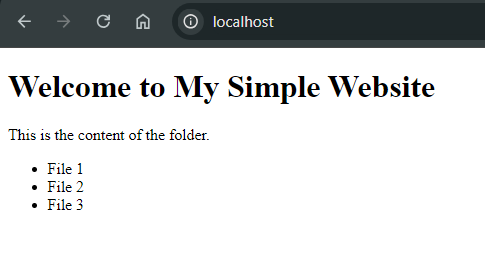 localhost
Welcome to My Simple Website
This is the content of the folder.
File 1
File 2
File 3